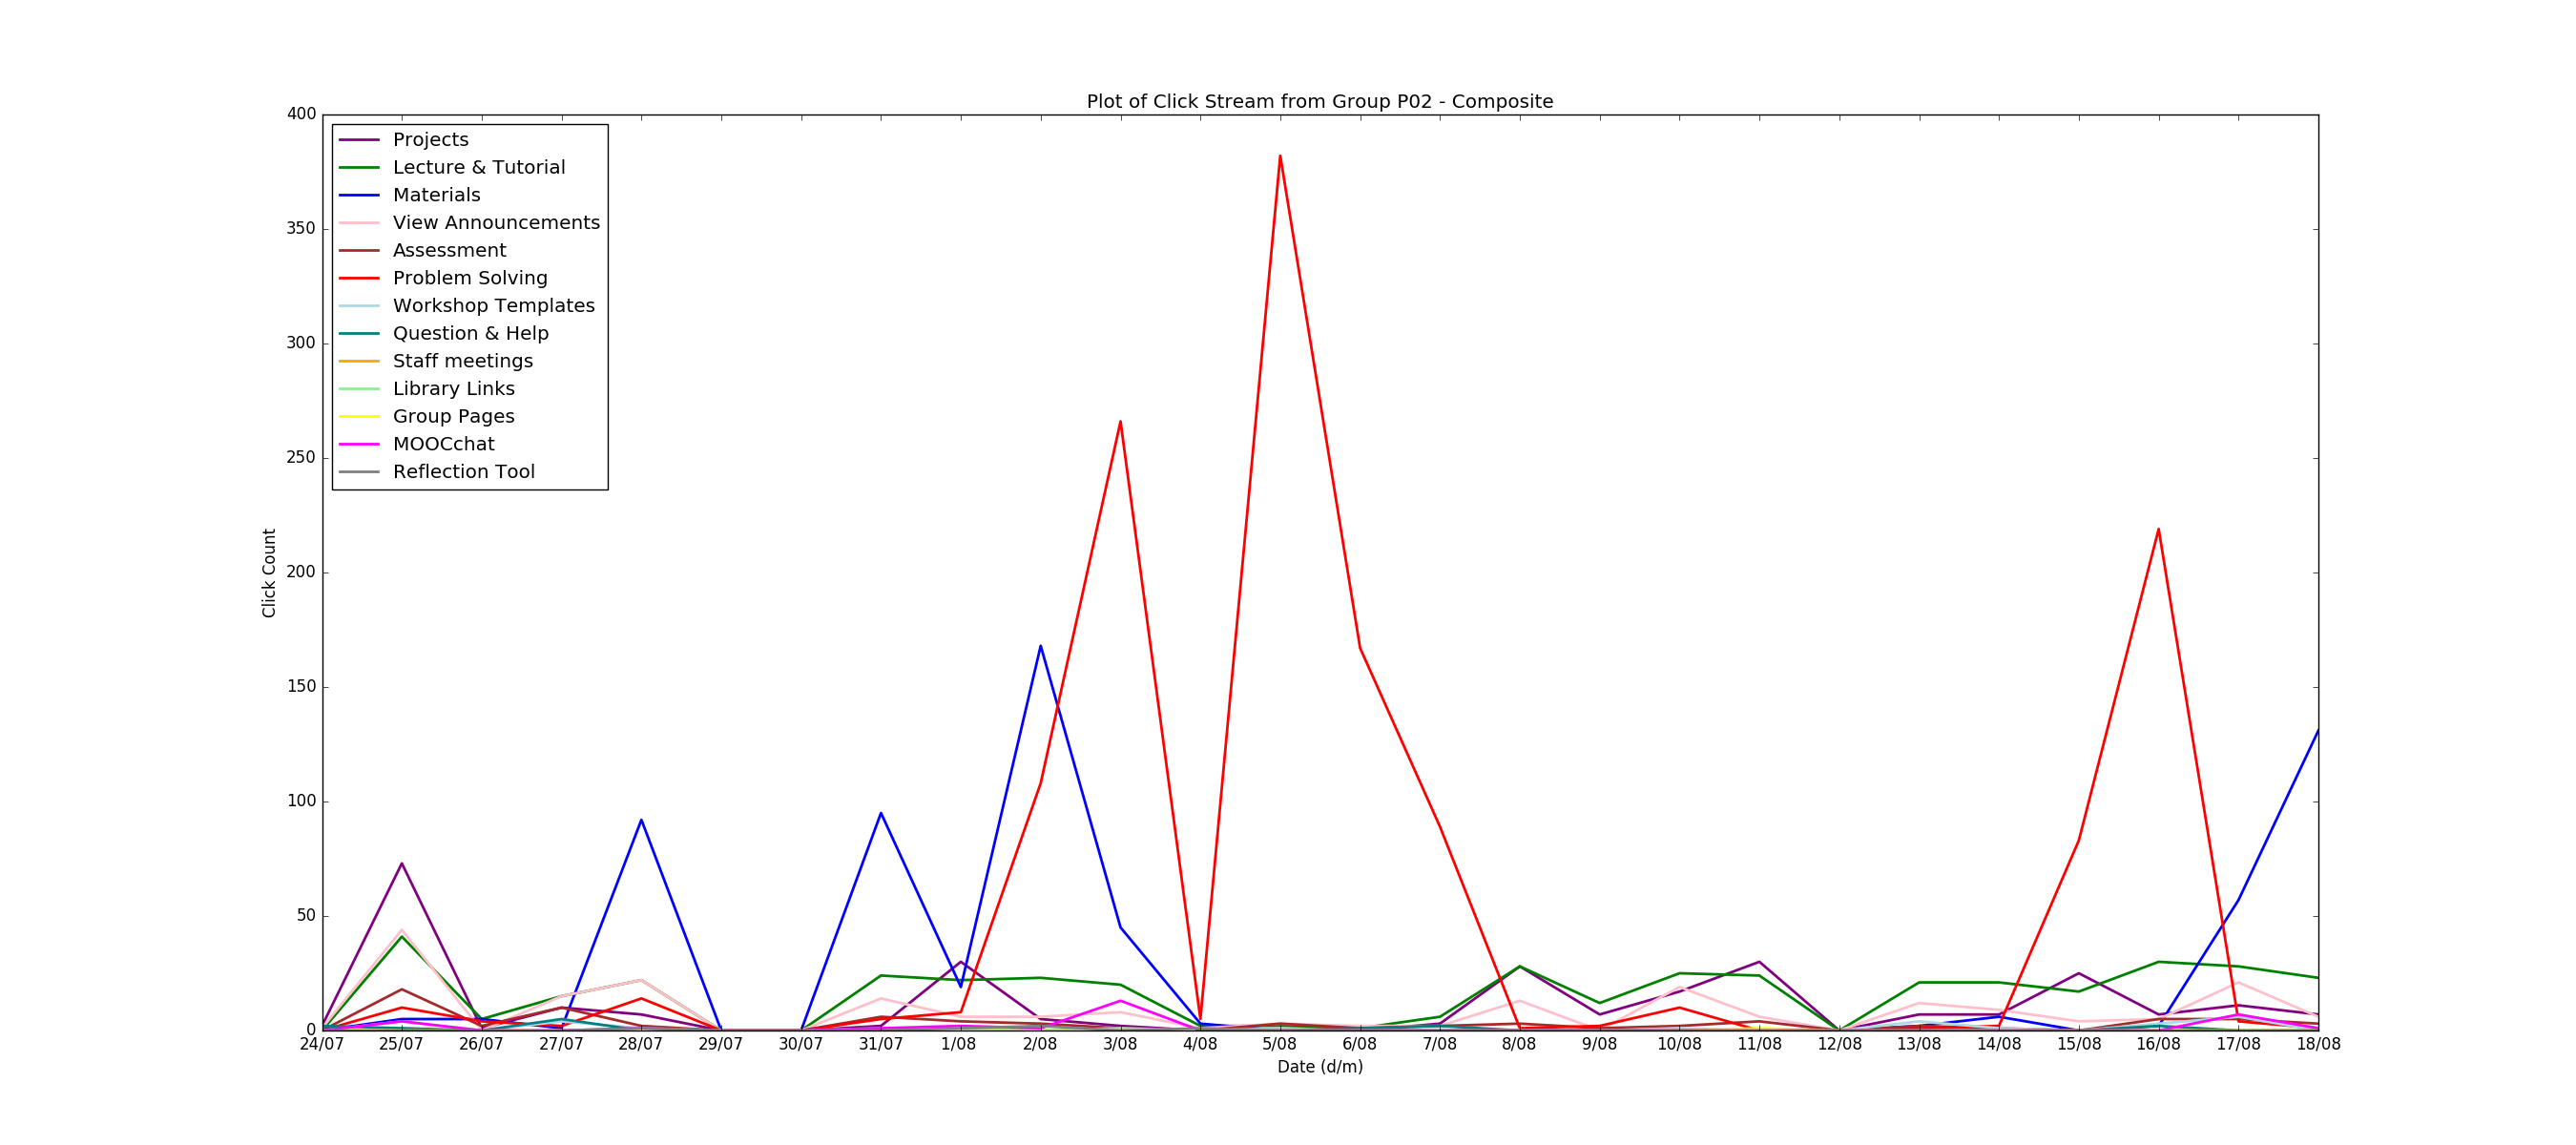 Plot of Click Stream from Group P02 - Composite
400
350
300
250
200
150
100
50
0
Click Count
Projects
Lecture & Tutorial
Materials
View Announcements
Assessment
Problem Solving
Workshop Templates
Question & Help
Staff meetings
Library Links
Group Pages
MOOCchat
Reflection Tool
24/07 25/07 26/07 27/07 28/07 29/07 30/07 31/07 1/08 2/08 3/08 4/08 5/08 6/08 7/08 8/08 9/08 10/08 11/08 12/08 13/08 14/08 15/08 16/08 17/08 18/08
Date (d/m)